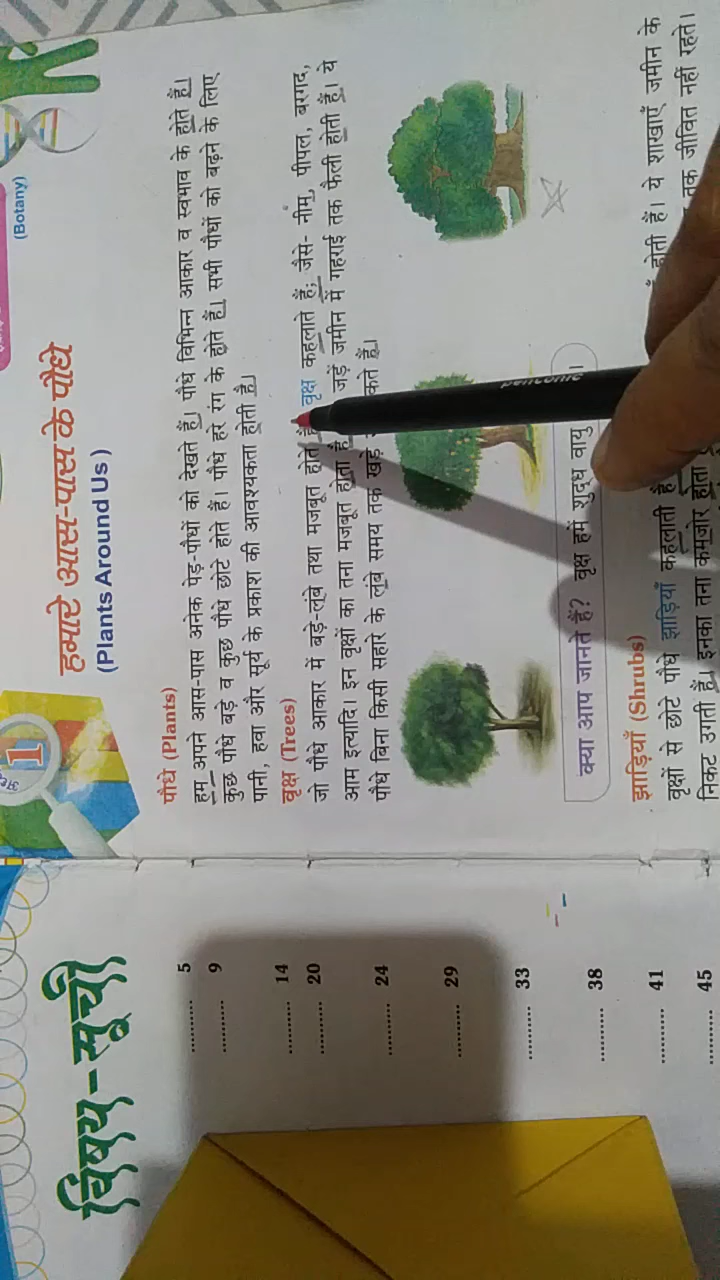 विषय-सूची
.......... 5
.......... 9
.......... 14
.......... 20
.......... 24
.......... 29
.......... 33
.......... 38
.......... 41
.......... 45
1
(Botany)
हमारे आस-पास के पौधे
(Plants Around Us)
पौधे (Plants)
हम अपने आस-पास अनेक पेड़-पौधों को देखते हैं। पौधे विभिन्न आकार व स्वभाव के होते हैं।
कुछ पौधे बड़े व कुछ पौधे छोटे होते हैं। पौधे हरे रंग के होते हैं। सभी पौधों को बढ़ने के लिए
पानी, हवा और सूर्य के प्रकाश की आवश्यकता होती है।
वृक्ष (Trees)
जो पौधे आकार में बड़े-लंबे तथा मजबूत होते वृक्ष कहलाते हैं; जैसे- नीम, पीपल, बरगद,
आम इत्यादि। इन वृक्षों का तना मजबूत होता जड़ें जमीन में गहराई तक फैली होती हैं। ये
पौधे बिना किसी सहारे के लंबे समय तक खड़े हैं।
क्या आप जानते हैं? वृक्ष हमें शुद्ध वायु
झाड़ियाँ (Shrubs)
वृक्षों से छोटे पौधे झाड़ियाँ कहलाती होती हैं। ये शाखाएँ जमीन के
निकट उगती हैं। इनका तना कमजोर होता तक जीवित नहीं रहते।